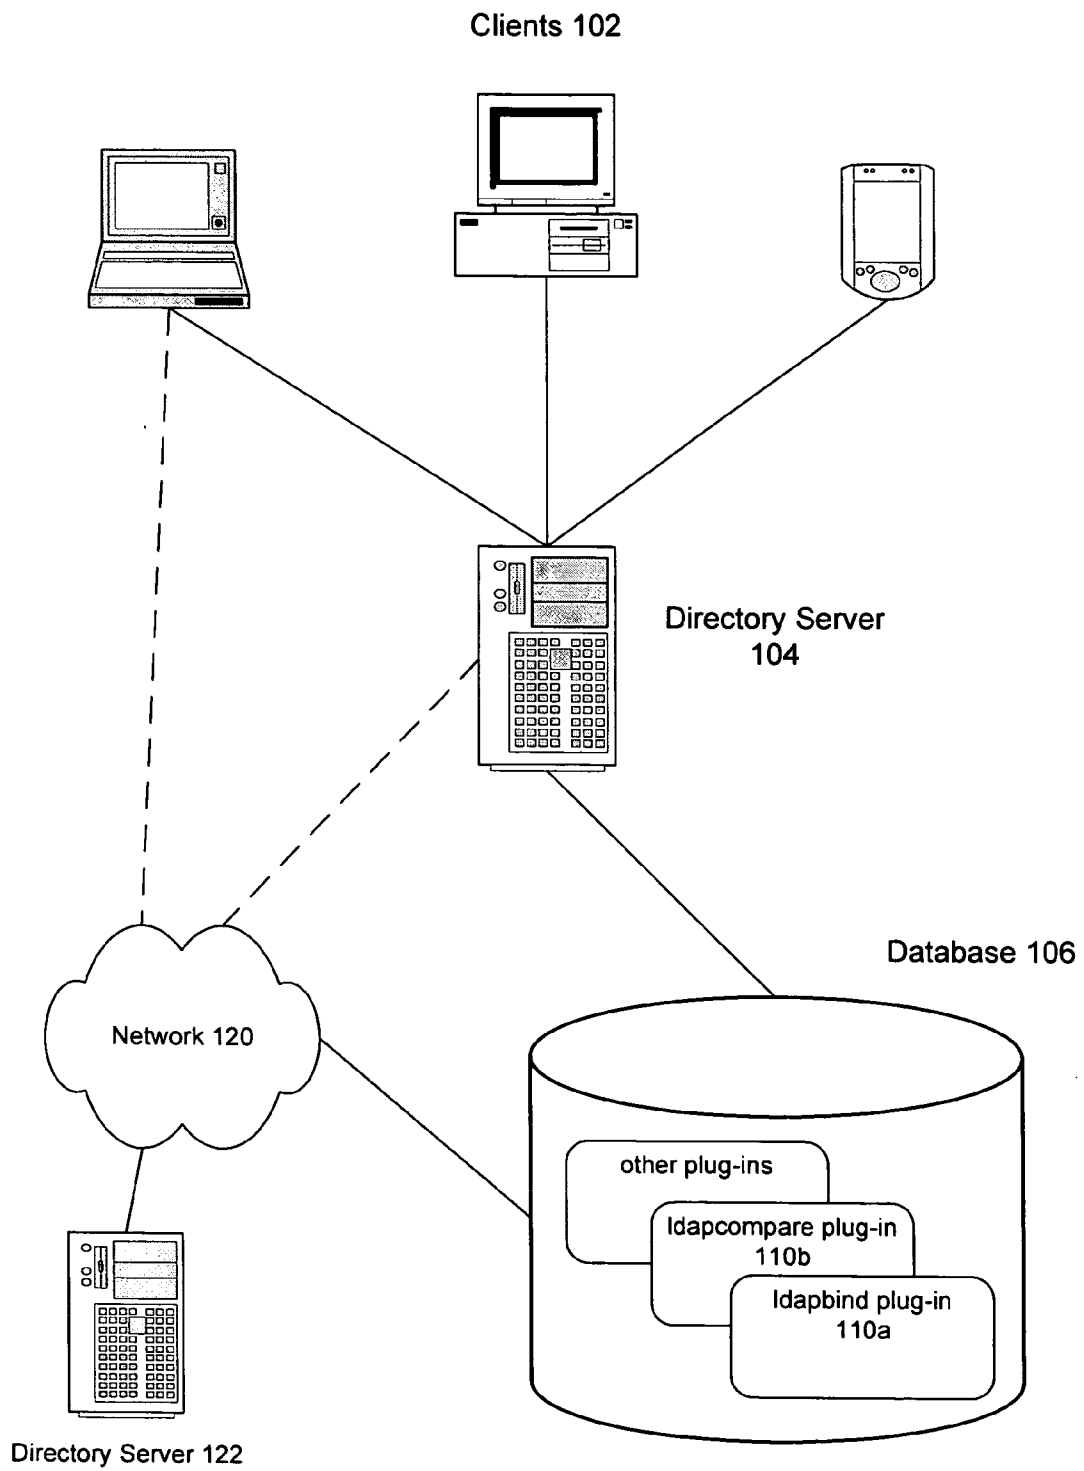 Clients 102
Directory Server
104
Database 106
Network 120
other plug-ins
ldapcompare plug-in
110b
ldapbind plug-in
110a
Directory Server 122